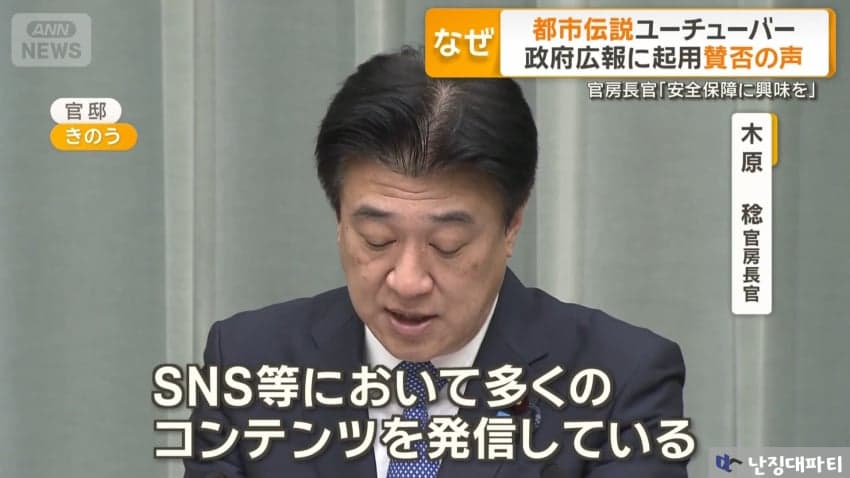 ANN
NEWS
なぜ
都市伝説ユーチューバー
政府広報に起用賛否の声
官房長官「安全保障に興味を」
官邸
きのう
木原 稔 官房長官
SNS等において多くの
コンテンツを発信している
난징대파티